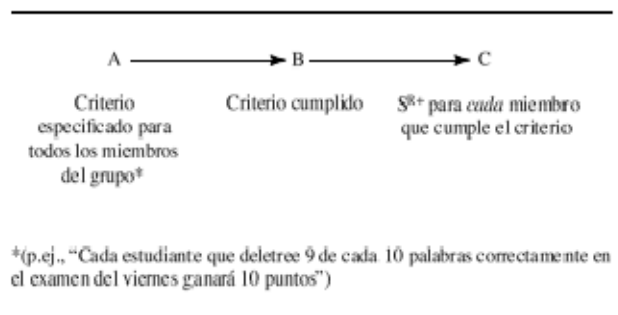 A B C
Criterio Criterio cumplido Sᴿ⁺ para cada miembro
especificado para que cumple el criterio
todos los miembros
del grupo*
*(p.ej., “Cada estudiante que deletree 9 de cada 10 palabras correctamente en
el examen del viernes ganará 10 puntos”)